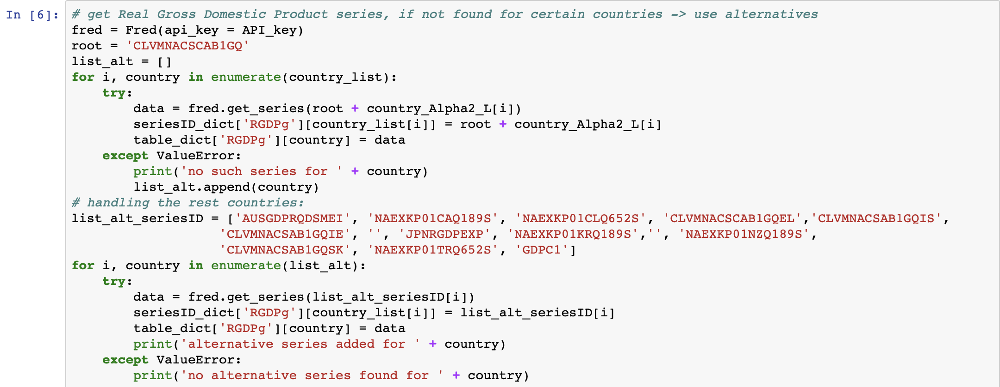 In [6]: # get Real Gross Domestic Product series, if not found for certain countries -> use alternatives
fred = Fred(api_key = API_key)
root = 'CLVMNACSCAB1GQ'
list_alt = []
for i, country in enumerate(country_list):
    try:
        data = fred.get_series(root + country_Alpha2_L[i])
        seriesID_dict['RGDPg'][country_list[i]] = root + country_Alpha2_L[i]
        table_dict['RGDPg'][country] = data
    except ValueError:
        print('no such series for ' + country)
        list_alt.append(country)
# handling the rest countries:
list_alt_seriesID = ['AUSGDPRQDSMEI', 'NAEXKP01CAQ189S', 'NAEXKP01CLQ652S', 'CLVMNACSCAB1GQEL','CLVMNACSAB1GQIS',
                   'CLVMNACSAB1GQIE', '', 'JPNRGDPEXP', 'NAEXKP01KRQ189S','', 'NAEXKP01NZQ189S',
                   'CLVMNACSAB1GQSK', 'NAEXKP01TRQ652S', 'GDPC1']
for i, country in enumerate(list_alt):
    try:
        data = fred.get_series(list_alt_seriesID[i])
        seriesID_dict['RGDPg'][country_list[i]] = list_alt_seriesID[i]
        table_dict['RGDPg'][country] = data
        print('alternative series added for ' + country)
    except ValueError:
        print('no alternative series found for ' + country)